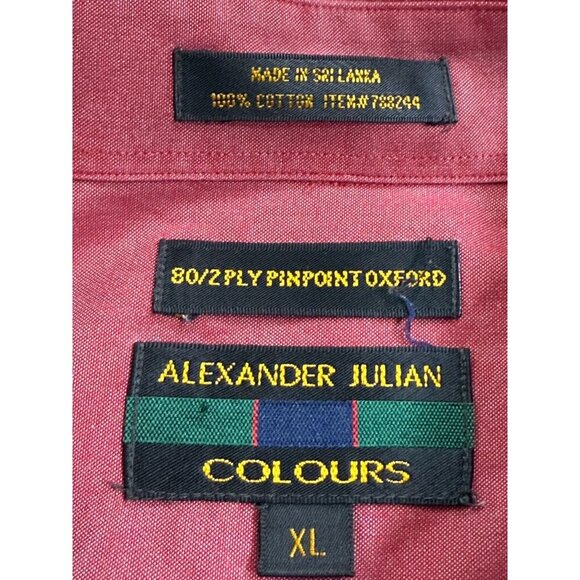 MADE IN SRI LANKA
100% COTTON ITEM#788244
80/2 PLY PINPOINT OXFORD
ALEXANDER JULIAN
COLOURS
XL